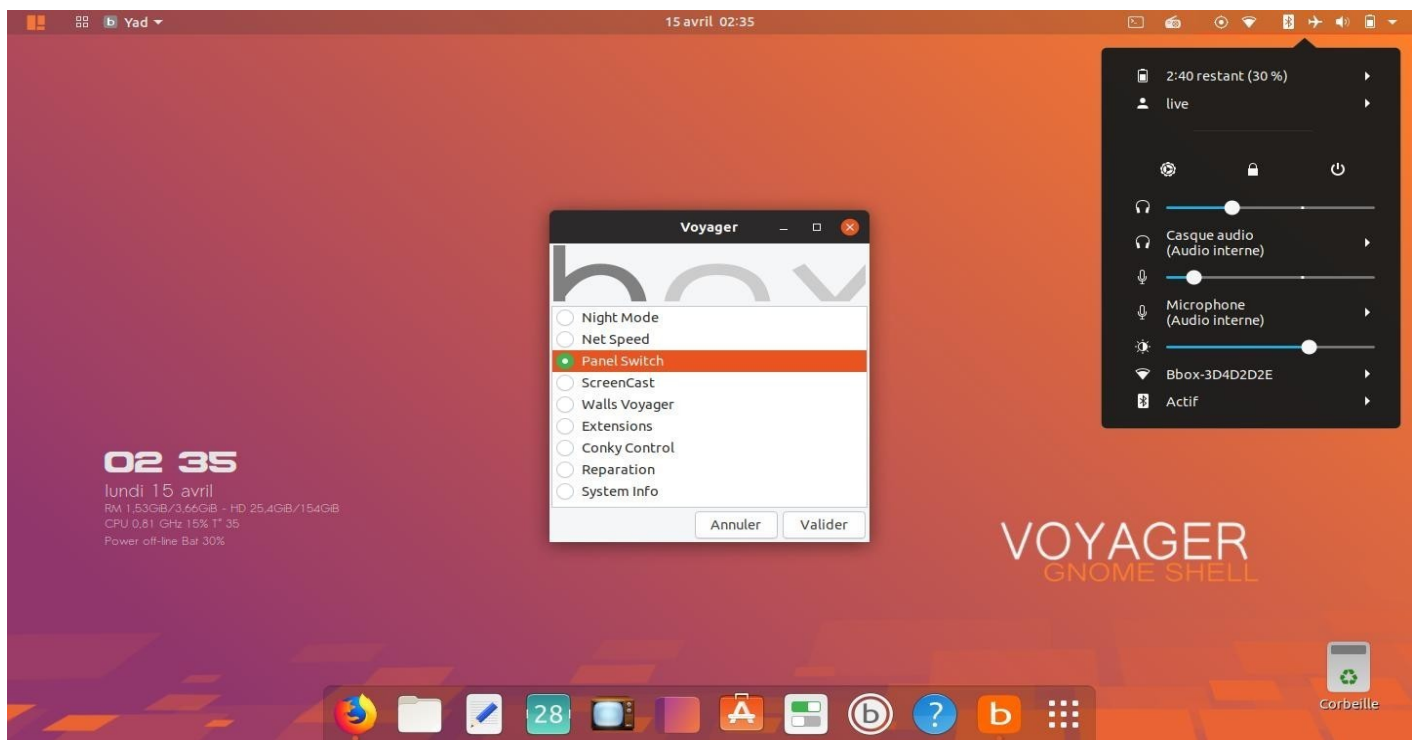 Yad
15 avril 02:35
2:40 restant (30 %)
live
Casque audio
(Audio interne)
Microphone
(Audio interne)
Bbox-3D4D2D2E
Actif
Voyager
box
Night Mode
Net Speed
Panel Switch
ScreenCast
Walls Voyager
Extensions
Conky Control
Reparation
System Info
Annuler Valider
02 35
lundi 15 avril
RM 1,53GiB/3,66GiB - HD 25,4GiB/154GiB
CPU 0,81 GHz 15% T° 35
Power off-line Bat 30%
VOYAGER
GNOME SHELL
Corbeille
28
A
b
?
b